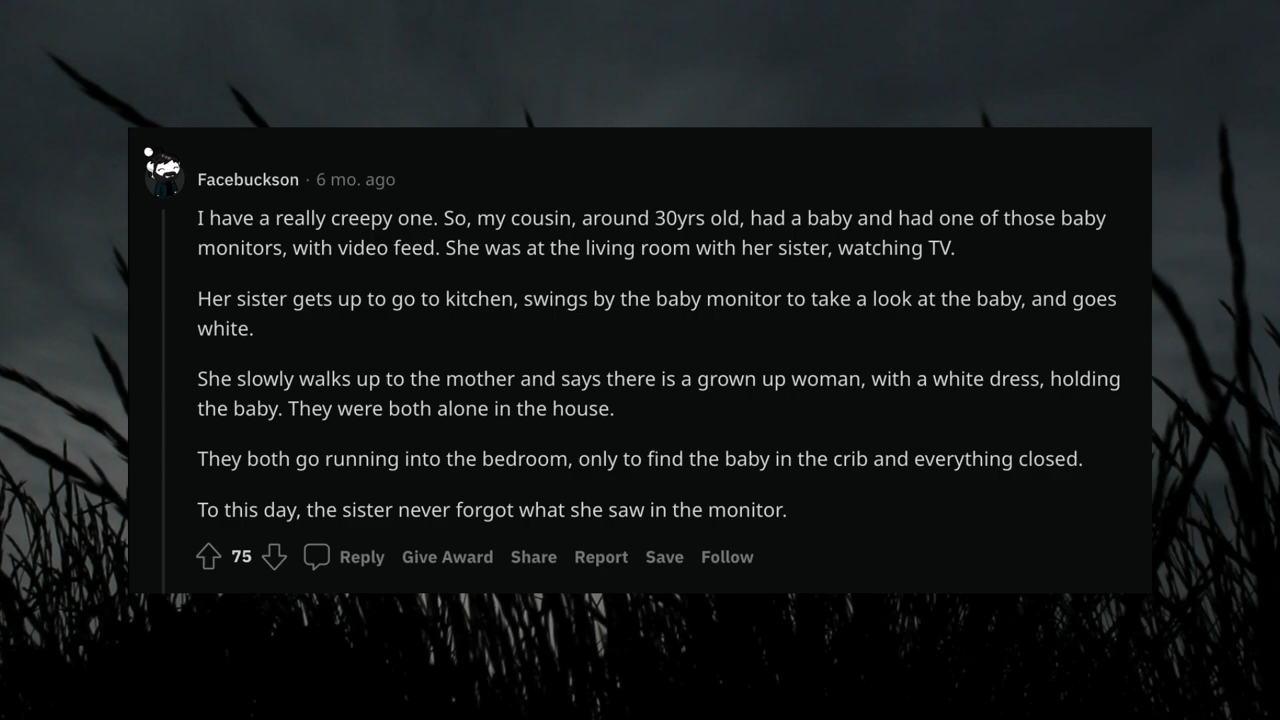 Facebuckson · 6 mo. ago
I have a really creepy one. So, my cousin, around 30yrs old, had a baby and had one of those baby
monitors, with video feed. She was at the living room with her sister, watching TV.
Her sister gets up to go to kitchen, swings by the baby monitor to take a look at the baby, and goes
white.
She slowly walks up to the mother and says there is a grown up woman, with a white dress, holding
the baby. They were both alone in the house.
They both go running into the bedroom, only to find the baby in the crib and everything closed.
To this day, the sister never forgot what she saw in the monitor.
75 Reply Give Award Share Report Save Follow